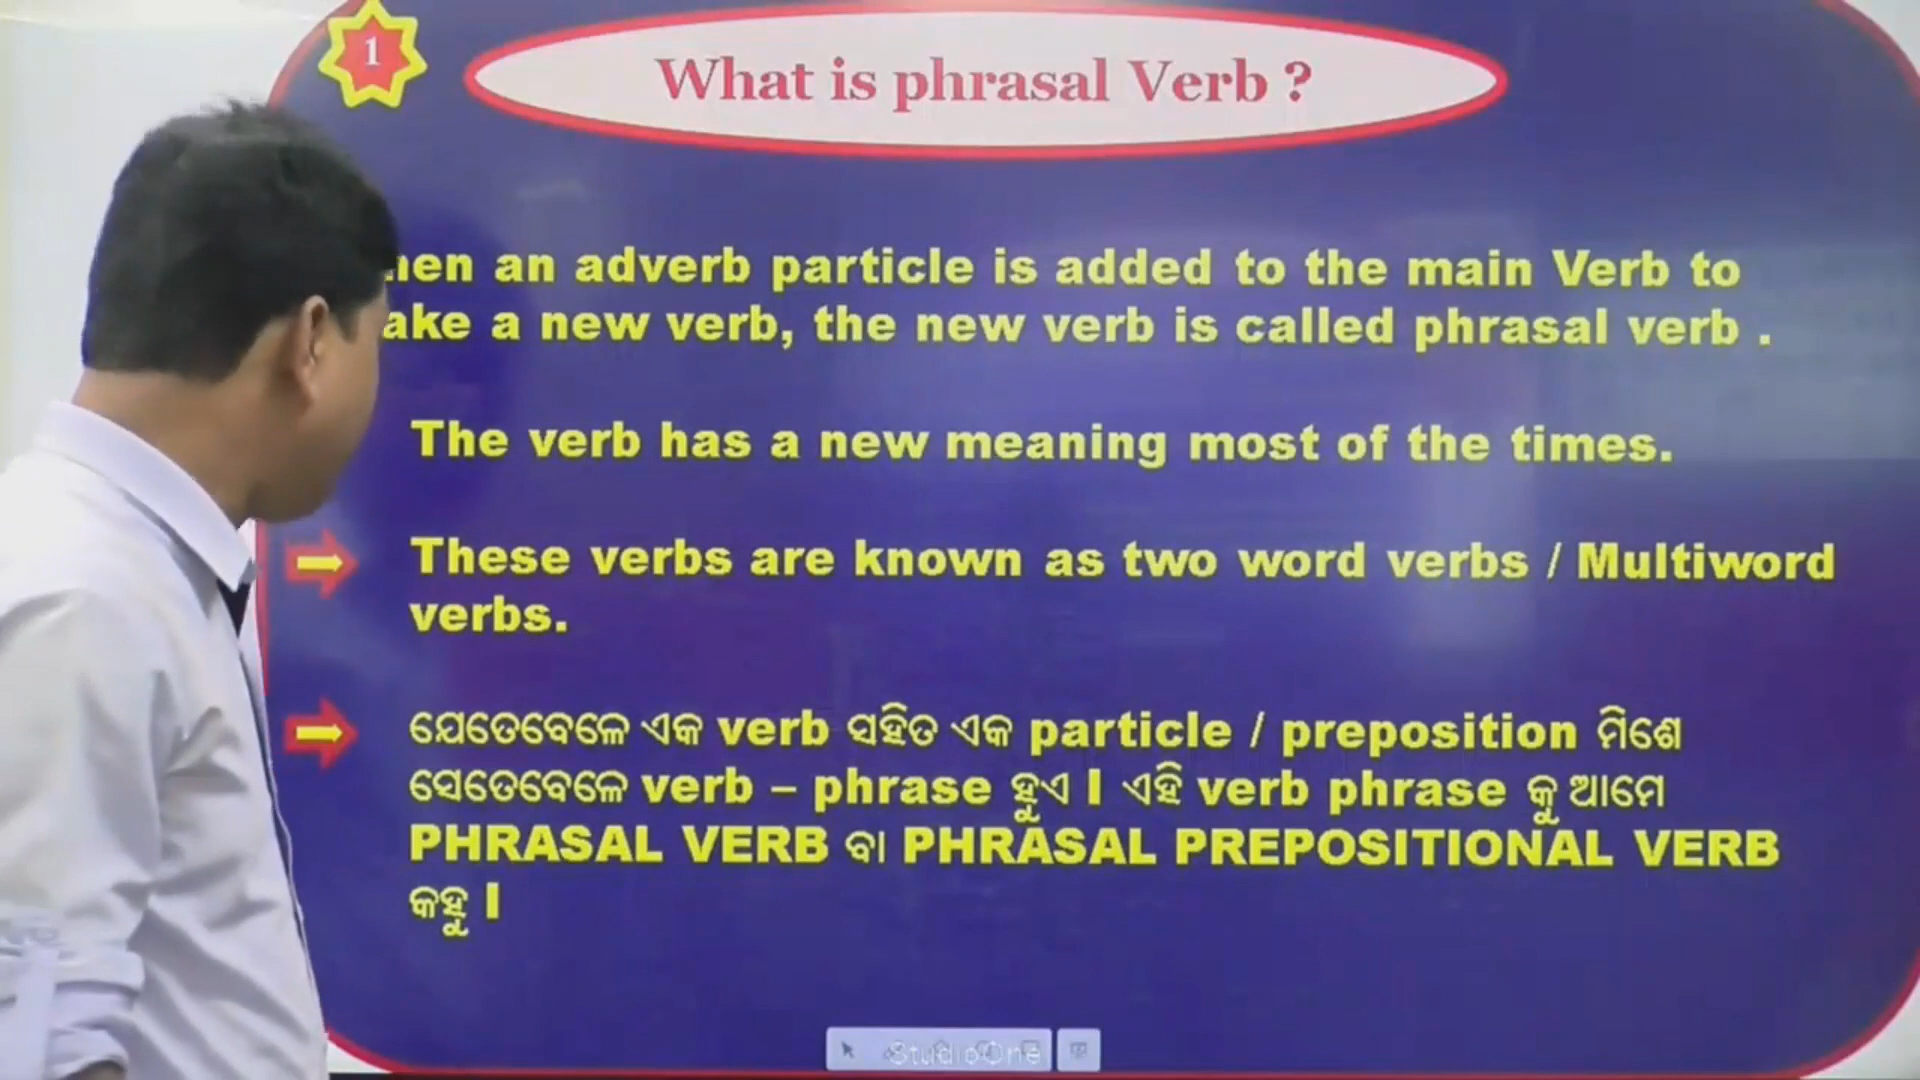 1
What is phrasal Verb ?
an adverb particle is added to the main Verb to
a new verb, the new verb is called phrasal verb .
The verb has a new meaning most of the times.
These verbs are known as two word verbs / Multiword
verbs.
ଯେତେବେଳେ ଏକ verb ସହିତ ଏକ particle / preposition ମିଶେ
ସେତେବେଳେ verb – phrase ହୁଏ l ଏହି verb phrase କୁ ଆମେ
PHRASAL VERB ବା PHRASAL PREPOSITIONAL VERB
କହୁ l
StudioOne